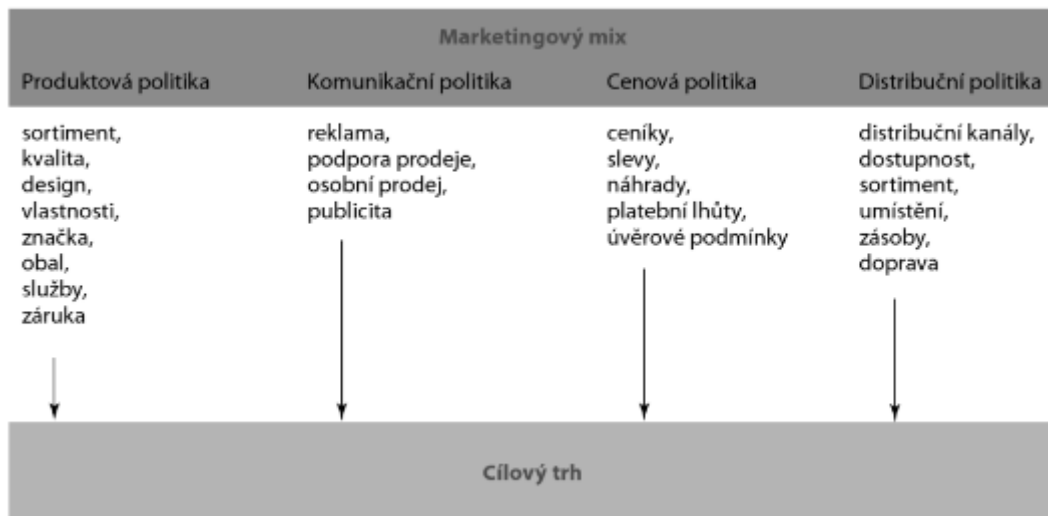 Marketingový mix
Produktová politika
Komunikační politika
Cenová politika
Distribuční politika
sortiment,
kvalita,
design,
vlastnosti,
značka,
obal,
služby,
záruka
reklama,
podpora prodeje,
osobní prodej,
publicita
ceníky,
slevy,
náhrady,
platební lhůty,
úvěrové podmínky
distribuční kanály,
dostupnost,
sortiment,
umístění,
zásoby,
doprava
Cílový trh